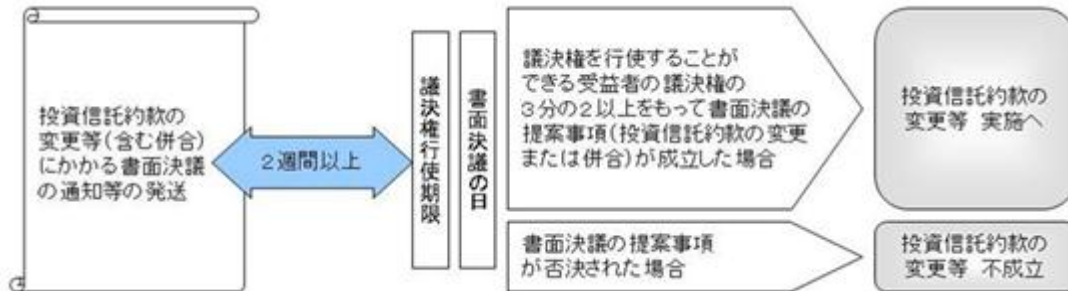 投資信託約款の
変更等(含む併合)
にかかる書面決議
の通知等の発送
2週間以上
議決権行使期限
書面決議の日
議決権を行使することが
できる受益者の議決権の
3分の2以上をもって書面決議の
提案事項(投資信託約款の変更
または併合)が成立した場合
投資信託約款の
変更等 実施へ
書面決議の提案事項
が否決された場合
投資信託約款の
変更等 不成立